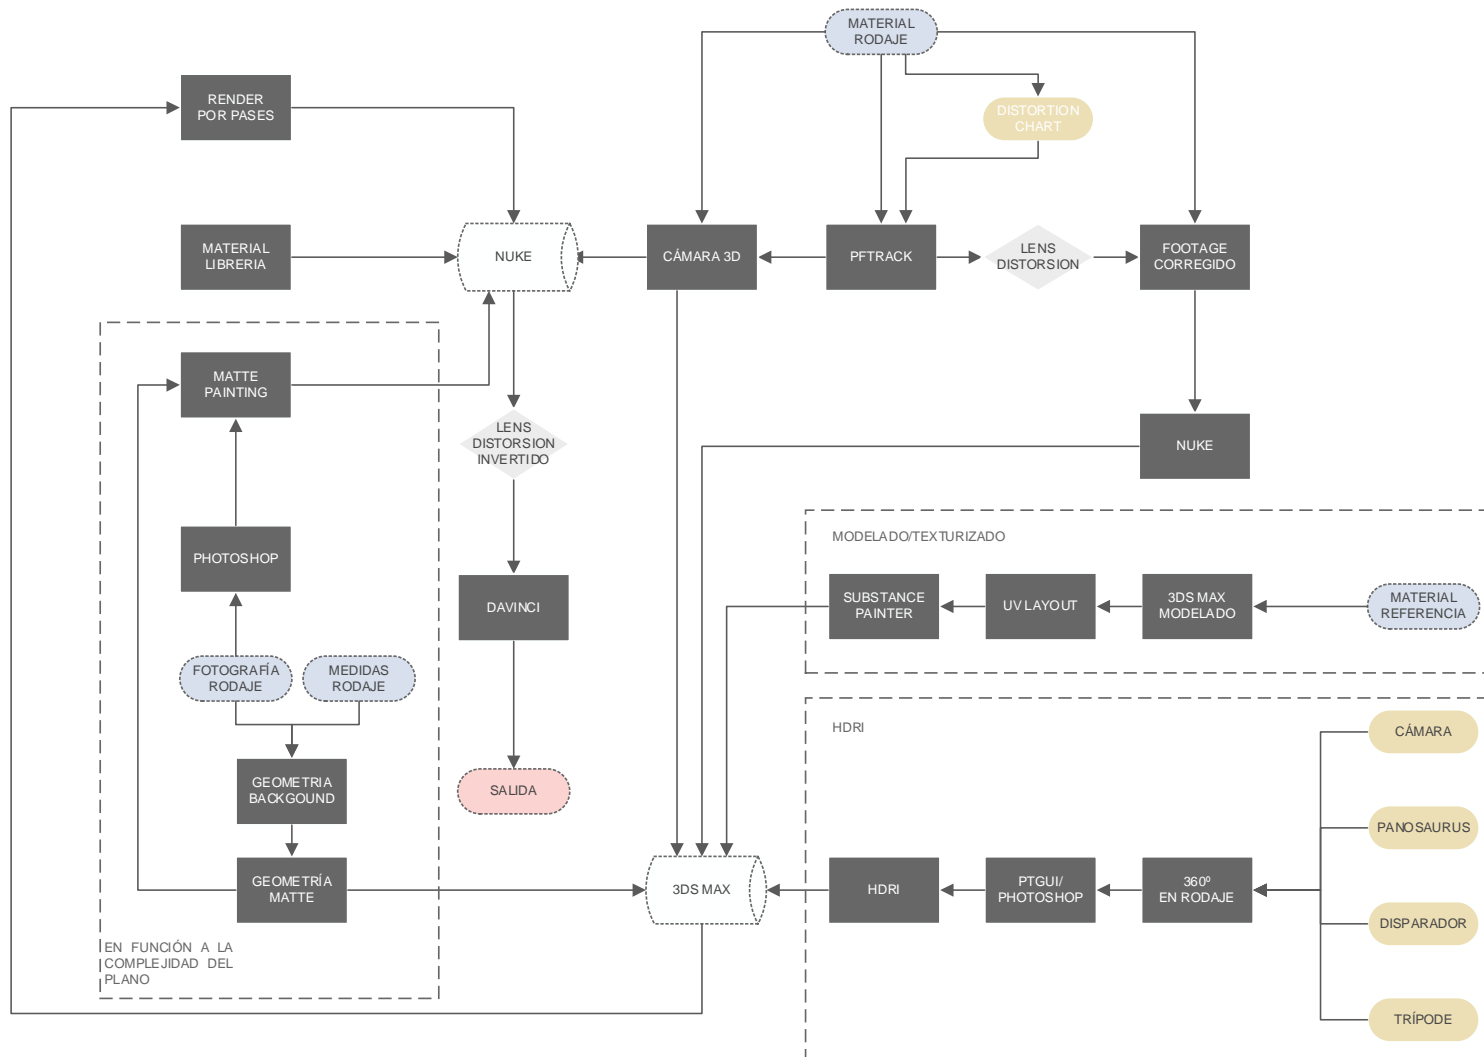 MATERIAL
RODAJE
RENDER
POR PASES
DISTORTION
CHART
MATERIAL
LIBRERIA
NUKE
CÁMARA 3D
PFTRACK
LENS
DISTORSION
FOOTAGE
CORREGIDO
MATTE
PAINTING
LENS
DISTORSION
INVERTIDO
NUKE
PHOTOSHOP
DAVINCI
MODELADO/TEXTURIZADO
SUBSTANCE
PAINTER
UV LAYOUT
3DS MAX
MODELADO
MATERIAL
REFERENCIA
FOTOGRAFÍA
RODAJE
MEDIDAS
RODAJE
GEOMETRIA
BACKGOUND
SALIDA
HDRI
CÁMARA
PANOSAURUS
GEOMETRÍA
MATTE
3DS MAX
HDRI
PTGUI/
PHOTOSHOP
360º
EN RODAJE
DISPARADOR
EN FUNCIÓN A LA
COMPLEJIDAD DEL
PLANO
TRÍPODE